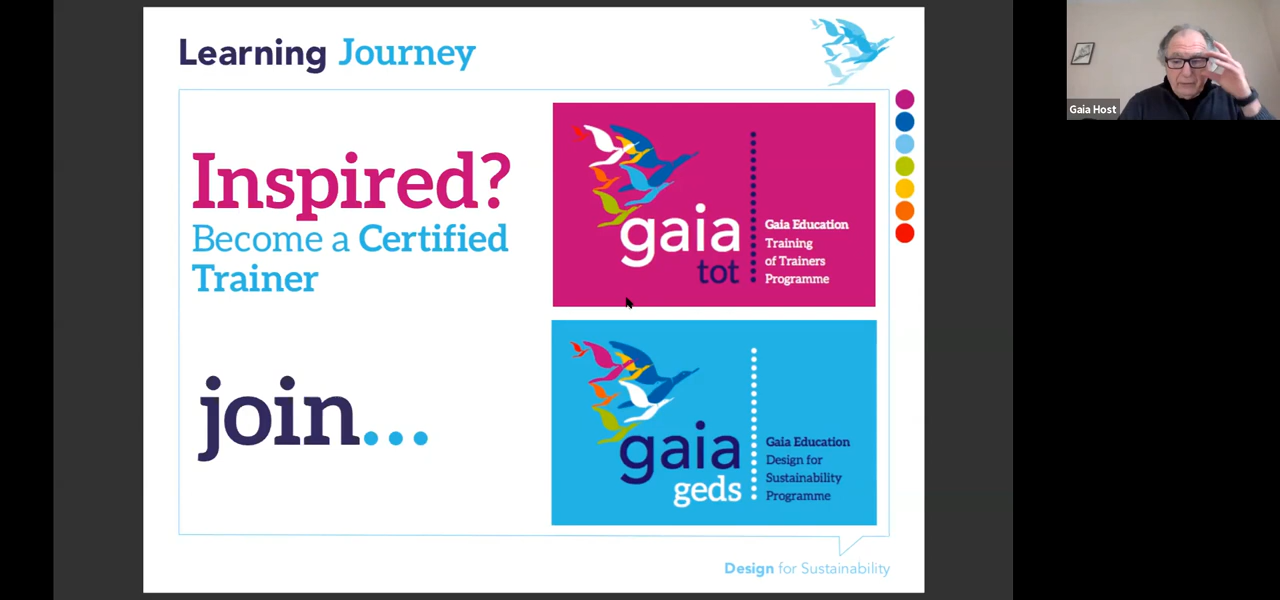 Learning Journey
Inspired?
Become a Certified
Trainer
join...
gaia
tot
Gaia Education
Training
of Trainers
Programme
gaia
geds
Gaia Education
Design for
Sustainability
Programme
Design for Sustainability
Gaia Host